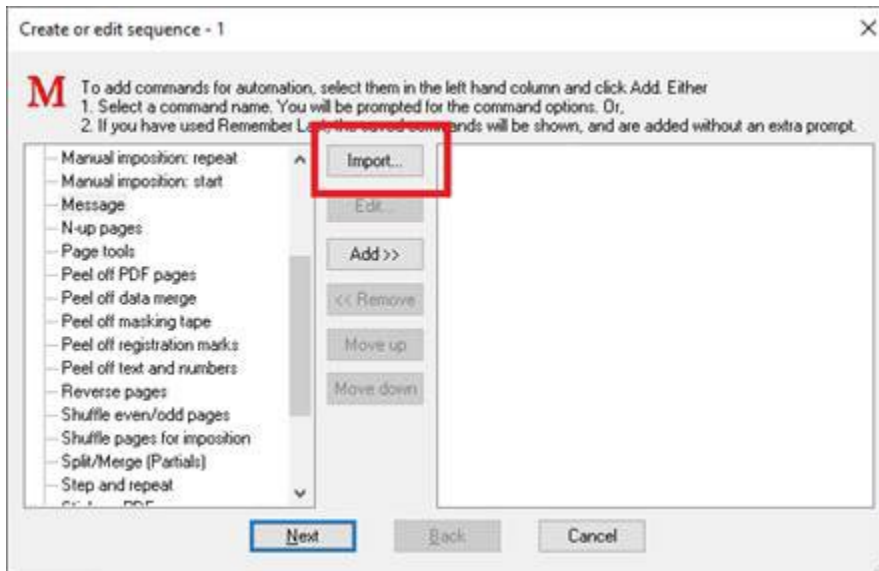 Create or edit sequence - 1
M
To add commands for automation, select them in the left hand column and click Add. Either
1. Select a command name. You will be prompted for the command options. Or,
2. If you have used Remember Last, the saved commands will be shown, and are added without an extra prompt.
Manual imposition: repeat
Manual imposition: start
Message
N-up pages
Page tools
Peel off PDF pages
Peel off data merge
Peel off masking tape
Peel off registration marks
Peel off text and numbers
Reverse pages
Shuffle even/odd pages
Shuffle pages for imposition
Split/Merge (Partials)
Step and repeat
Import...
Edit...
Add >>
<< Remove
Move up
Move down
Next
Back
Cancel